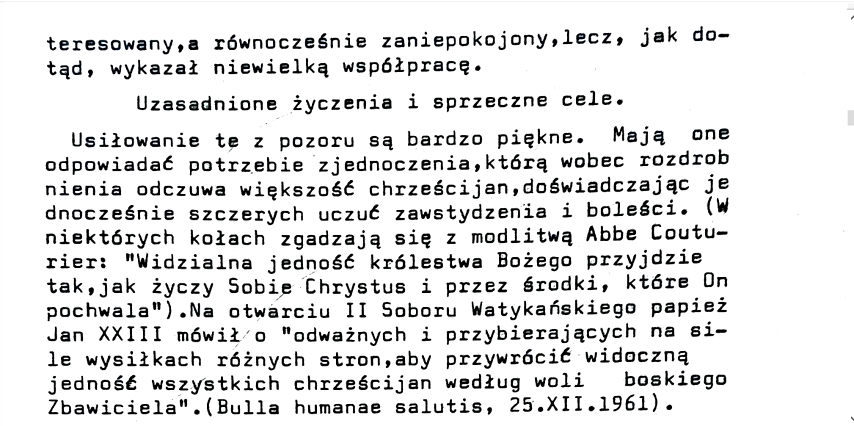 teresowany,a równocześnie zaniepokojony,lecz, jak do-
tąd, wykazał niewielką współpracę.
Uzasadnione życzenia i sprzeczne cele.
Usiłowanie te z pozoru są bardzo piękne. Mają one
odpowiadać potrzebie zjednoczenia,którą wobec rozdrob
nienia odczuwa większość chrześcijan,doświadczając je
dnocześnie szczerych uczuć zawstydzenia i boleści. (W
niektórych kołach zgadzają się z modlitwą Abbe Coutu-
rier: "Widzialna jedność królestwa Bożego przyjdzie
tak,jak życzy Sobie Chrystus i przez środki, które On
pochwala").Na otwarciu II Soboru Watykańskiego papież
Jan XXIII mówił o "odważnych i przybierających na si-
le wysiłkach różnych stron,aby przywrócić widoczną
jedność wszystkich chrześcijan według woli boskiego
Zbawiciela".(Bulla humanae salutis, 25.XII.1961).